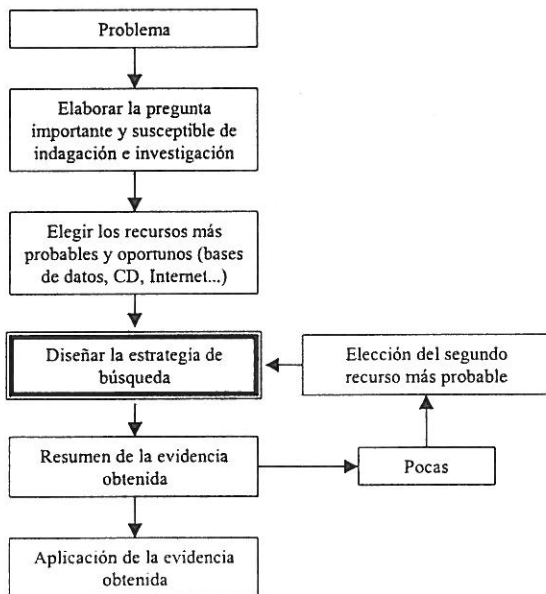 Problema
Elaborar la pregunta
importante y susceptible de
indagación e investigación
Elegir los recursos más
probables y oportunos (bases
de datos, CD, Internet...)
Diseñar la estrategia de
búsqueda
Elección del segundo
recurso más probable
Resumen de la evidencia
obtenida
Pocas
Aplicación de la evidencia
obtenida